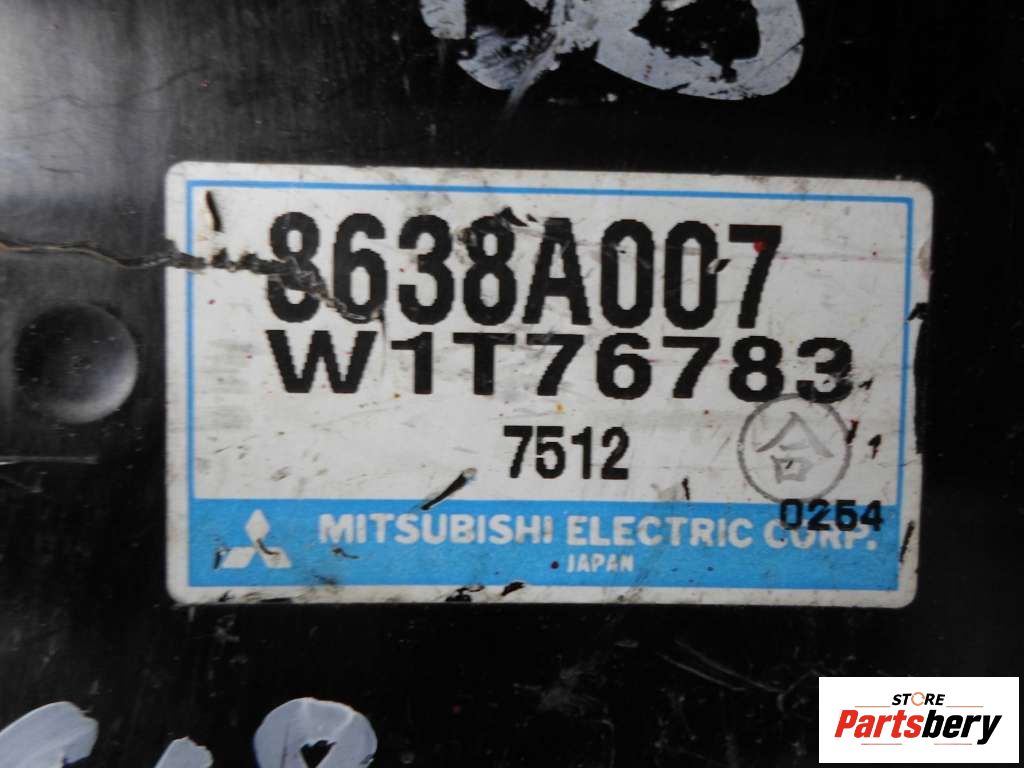 8638A007
W1T76783
7512
合
0254
MITSUBISHI ELECTRIC CORP.
JAPAN
STORE
Partsbery